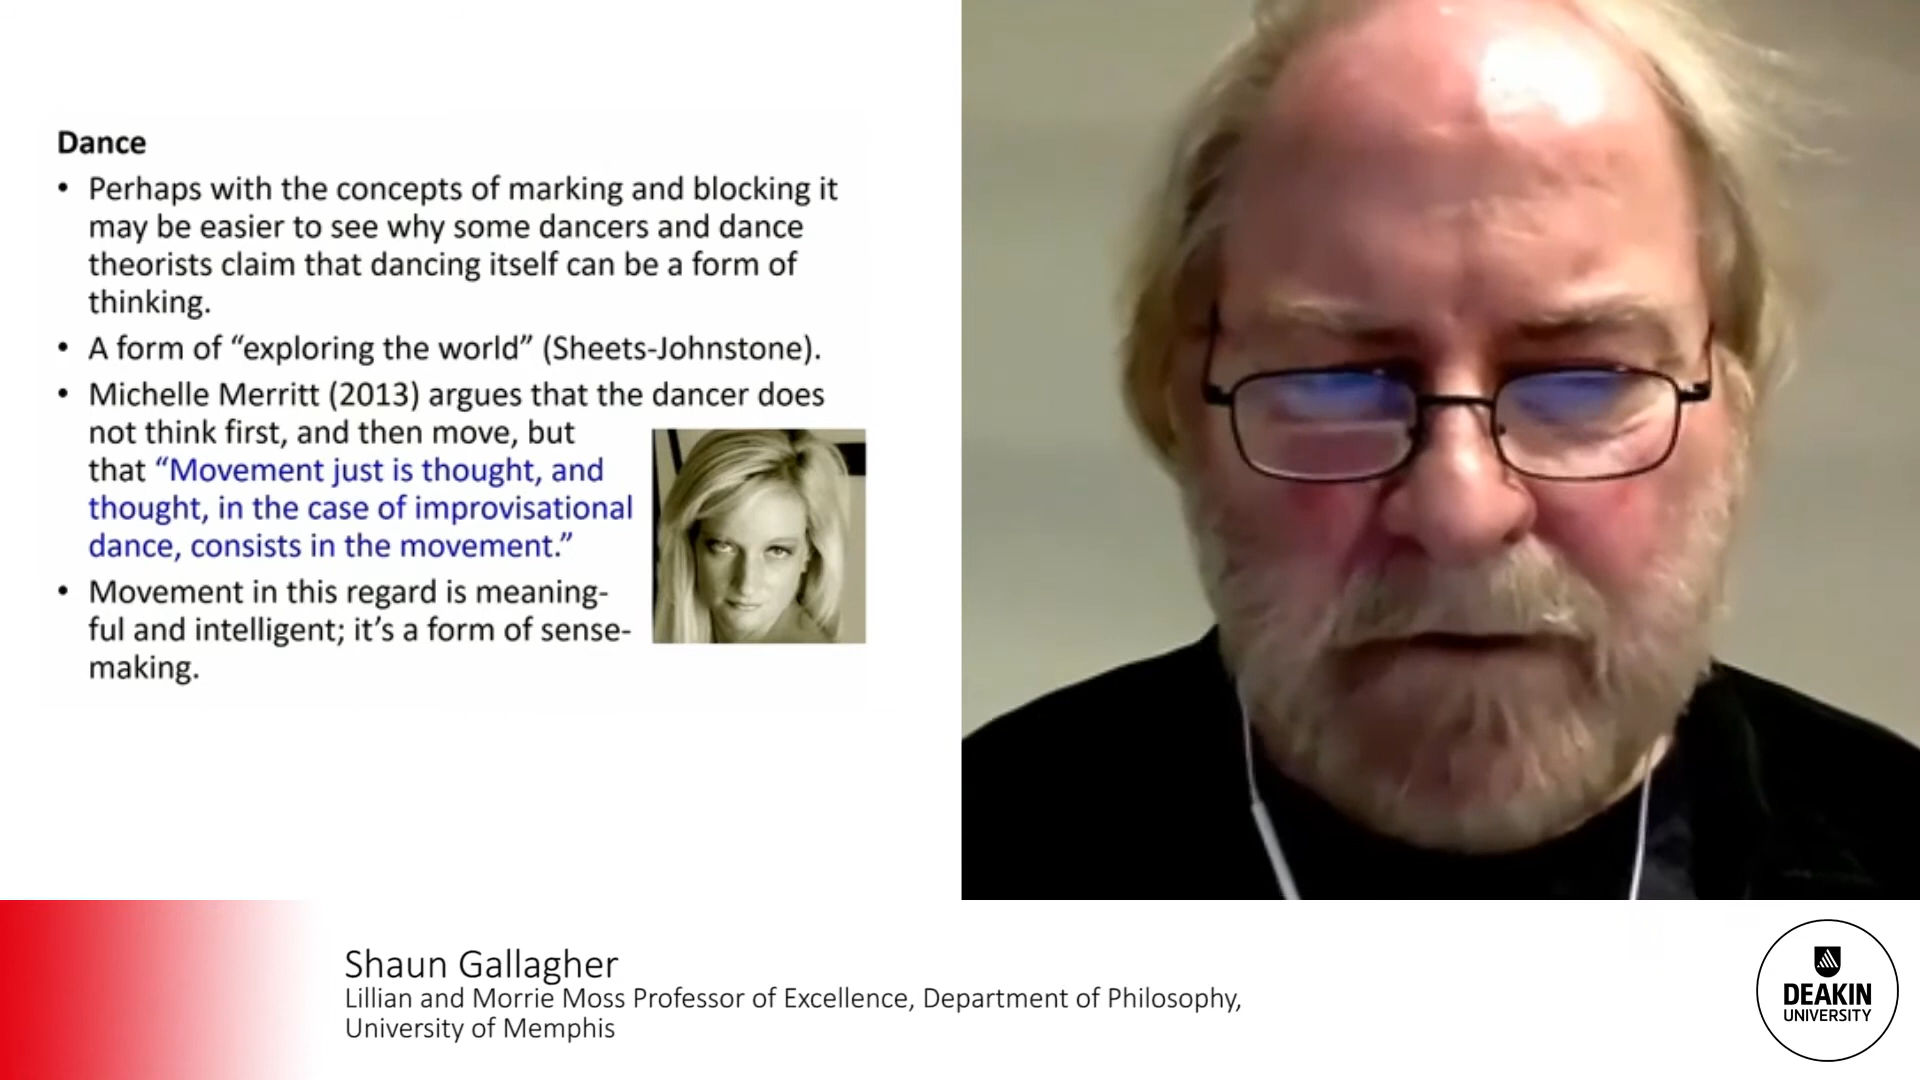 Dance
• Perhaps with the concepts of marking and blocking it
may be easier to see why some dancers and dance
theorists claim that dancing itself can be a form of
thinking.
• A form of “exploring the world” (Sheets-Johnstone).
• Michelle Merritt (2013) argues that the dancer does
not think first, and then move, but
that “Movement just is thought, and
thought, in the case of improvisational
dance, consists in the movement.”
• Movement in this regard is meaning-
ful and intelligent; it’s a form of sense-
making.
Shaun Gallagher
Lillian and Morrie Moss Professor of Excellence, Department of Philosophy,
University of Memphis
DEAKIN
UNIVERSITY